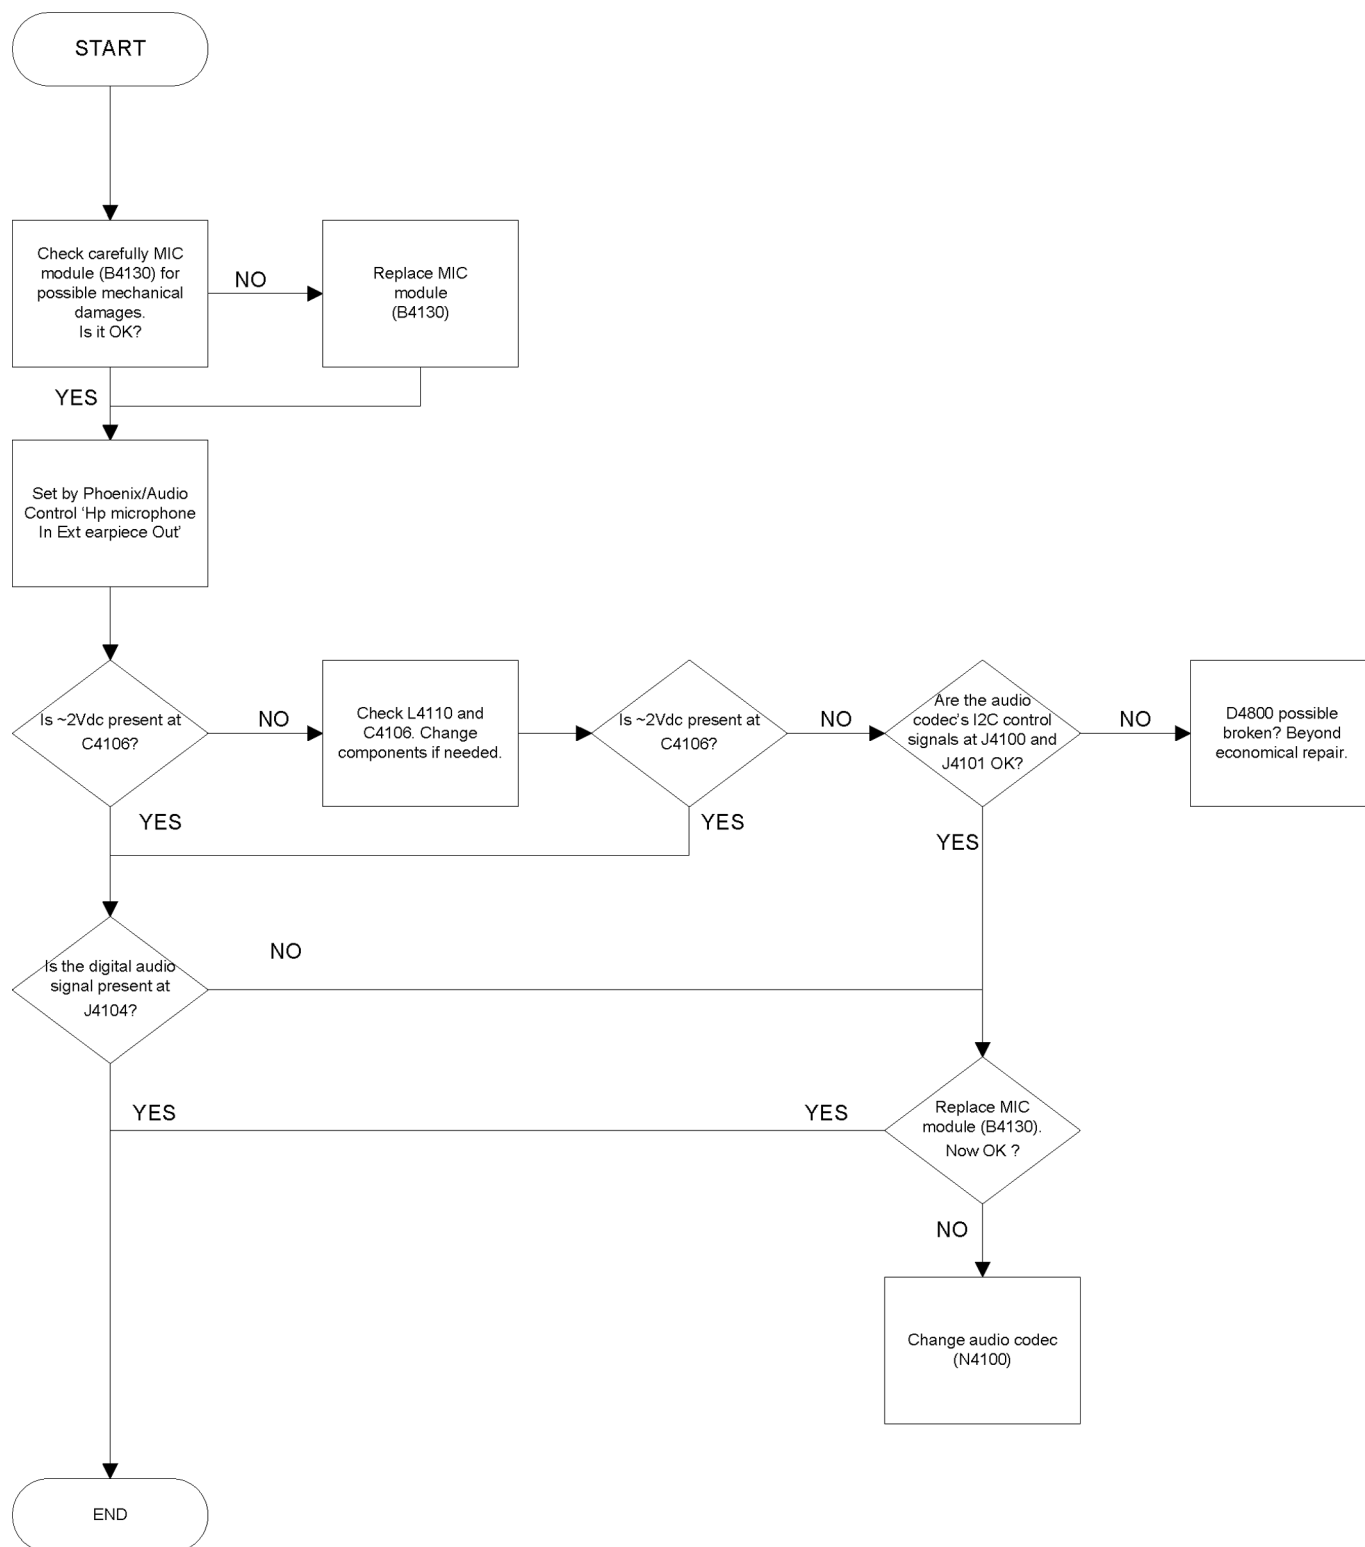 START
Check carefully MIC
module (B4130) for
possible mechanical
damages.
Is it OK?
NO
Replace MIC
module
(B4130)
YES
Set by Phoenix/Audio
Control ‘Hp microphone
In Ext earpiece Out’
Is ~2Vdc present at
C4106?
NO
Check L4110 and
C4106. Change
components if needed.
Is ~2Vdc present at
C4106?
NO
Are the audio
codec’s I2C control
signals at J4100 and
J4101 OK?
NO
D4800 possible
broken? Beyond
economical repair.
YES
YES
YES
Is the digital audio
signal present at
J4104?
NO
YES
YES
Replace MIC
module (B4130).
Now OK ?
NO
Change audio codec
(N4100)
END